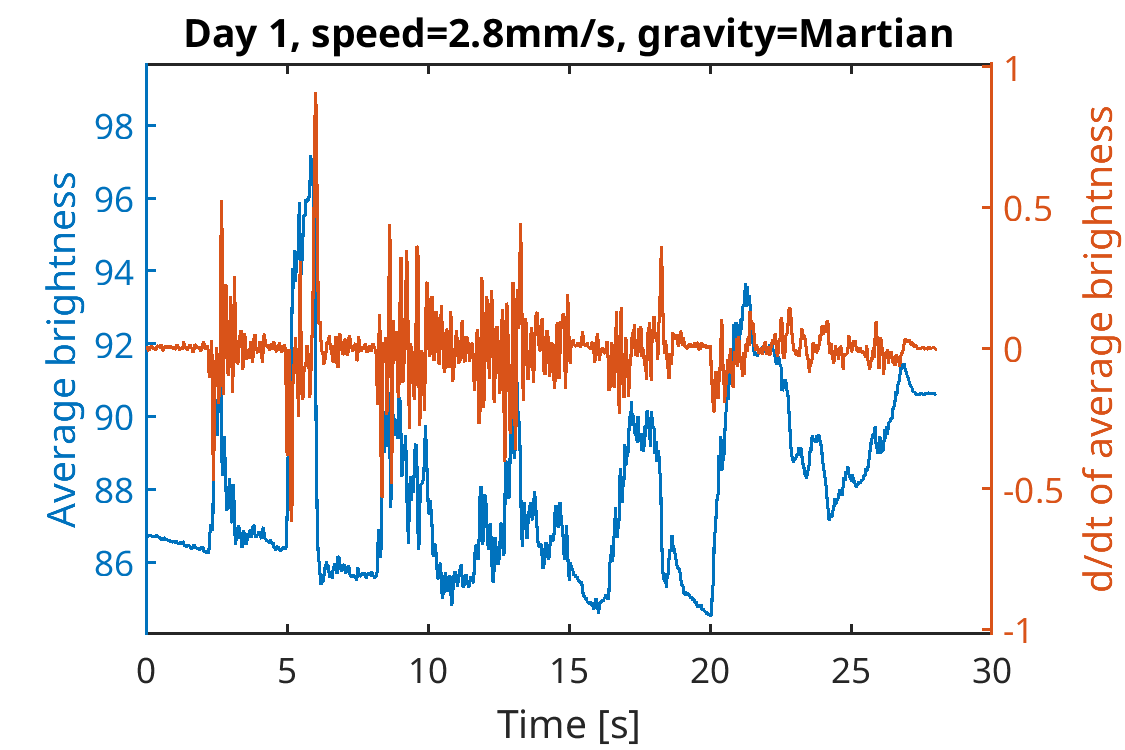 Day 1, speed=2.8mm/s, gravity=Martian
Average brightness
98
96
94
92
90
88
86
1
0.5
0
-0.5
-1
d/dt of average brightness
0 5 10 15 20 25 30
Time [s]